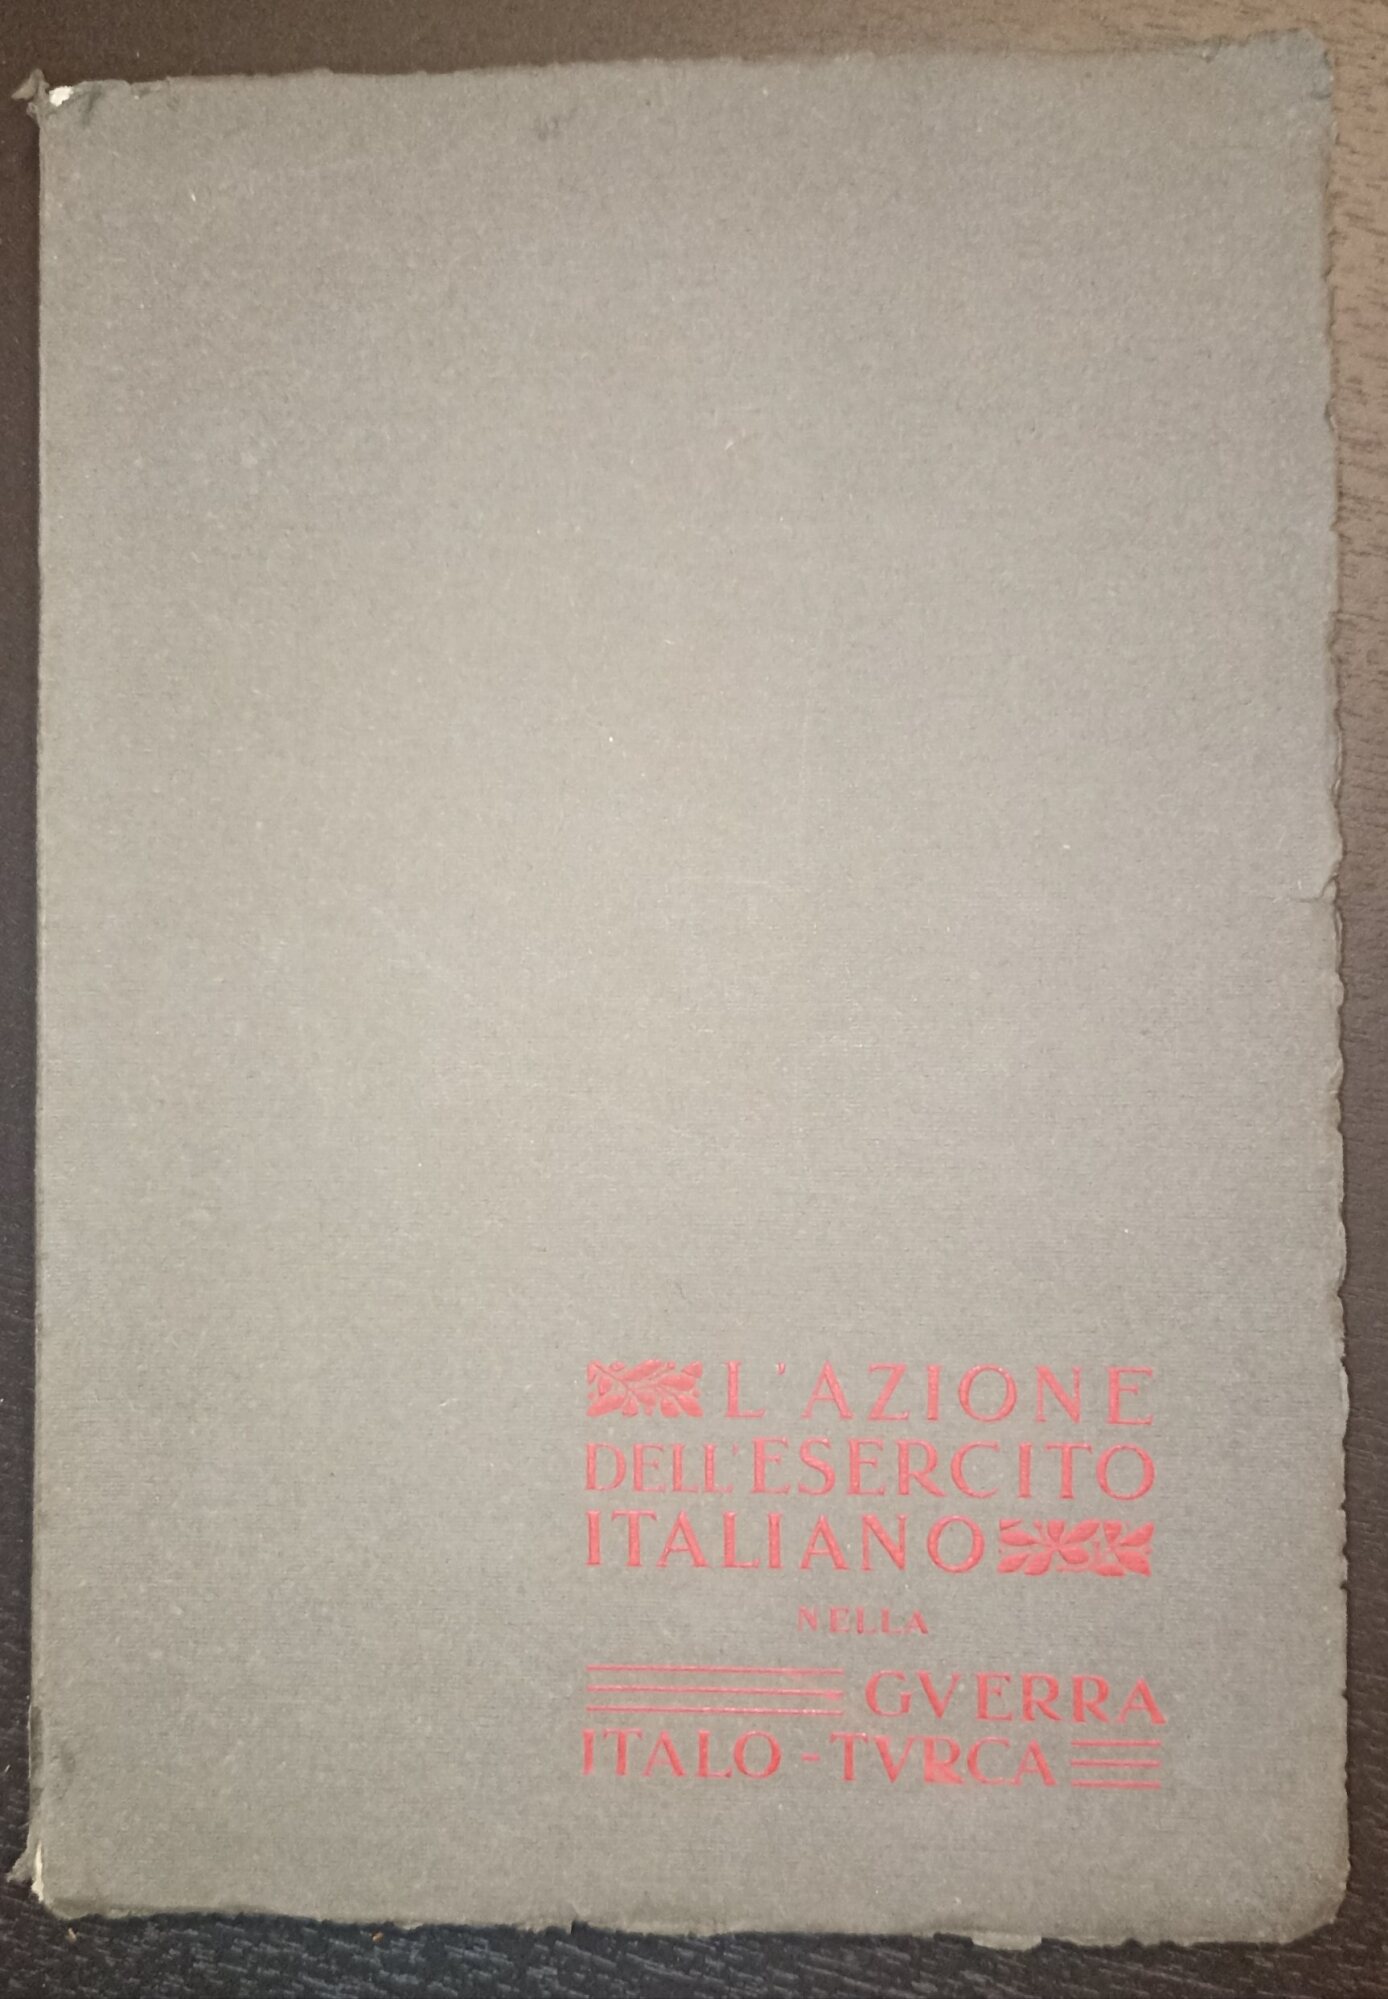 L'AZIONE
DELL'ESERCITO
ITALIANO
NELLA
GVERRA
ITALO-TVRCA